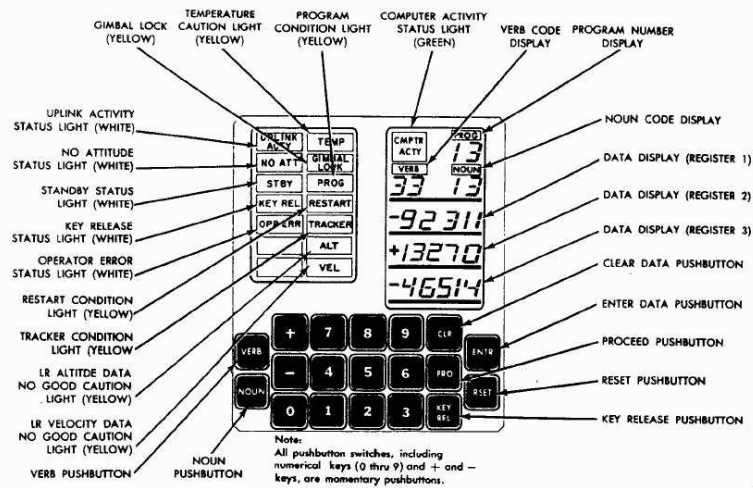 GIMBAL LOCK
(YELLOW)
TEMPERATURE
CAUTION LIGHT
(YELLOW)
PROGRAM
CONDITION LIGHT
(YELLOW)
COMPUTER ACTIVITY
STATUS LIGHT
(GREEN)
VERB CODE
DISPLAY
PROGRAM NUMBER
DISPLAY
UPLINK ACTIVITY
STATUS LIGHT (WHITE)
NO ATTITUDE
STATUS LIGHT (WHITE)
STANDBY STATUS
LIGHT (WHITE)
KEY RELEASE
STATUS LIGHT (WHITE)
OPERATOR ERROR
STATUS LIGHT (WHITE)
RESTART CONDITION
LIGHT (YELLOW)
TRACKER CONDITION
LIGHT (YELLOW
LR ALTITDE DATA
NO GOOD CAUTION
LIGHT (YELLOW)
LR VELOCITY DATA
NO GOOD CAUTION
LIGHT (YELLOW)
VERB PUSHBUTTON
NOUN
PUSHBUTTON
UPLINK
ACTY
TEMP
NO ATT
GIMBAL
LOCK
STBY
PROG
KEY REL
RESTART
OPR ERR
TRACKER
ALT
VEL
CMPTR
ACTY
PROG
13
VERB
NOUN
33
13
-92311
+13270
-46514
NOUN CODE DISPLAY
DATA DISPLAY (REGISTER 1)
DATA DISPLAY (REGISTER 2)
DATA DISPLAY (REGISTER 3)
CLEAR DATA PUSHBUTTON
ENTER DATA PUSHBUTTON
PROCEED PUSHBUTTON
RESET PUSHBUTTON
KEY RELEASE PUSHBUTTON
VERB
NOUN
+ 7 8 9 CLR
− 4 5 6 PRO
0 1 2 3 KEY
REL
ENTR
RSET
Note:
All pushbutton switches, including
numerical keys (0 thru 9) and + and −
keys, are momentary pushbuttons.